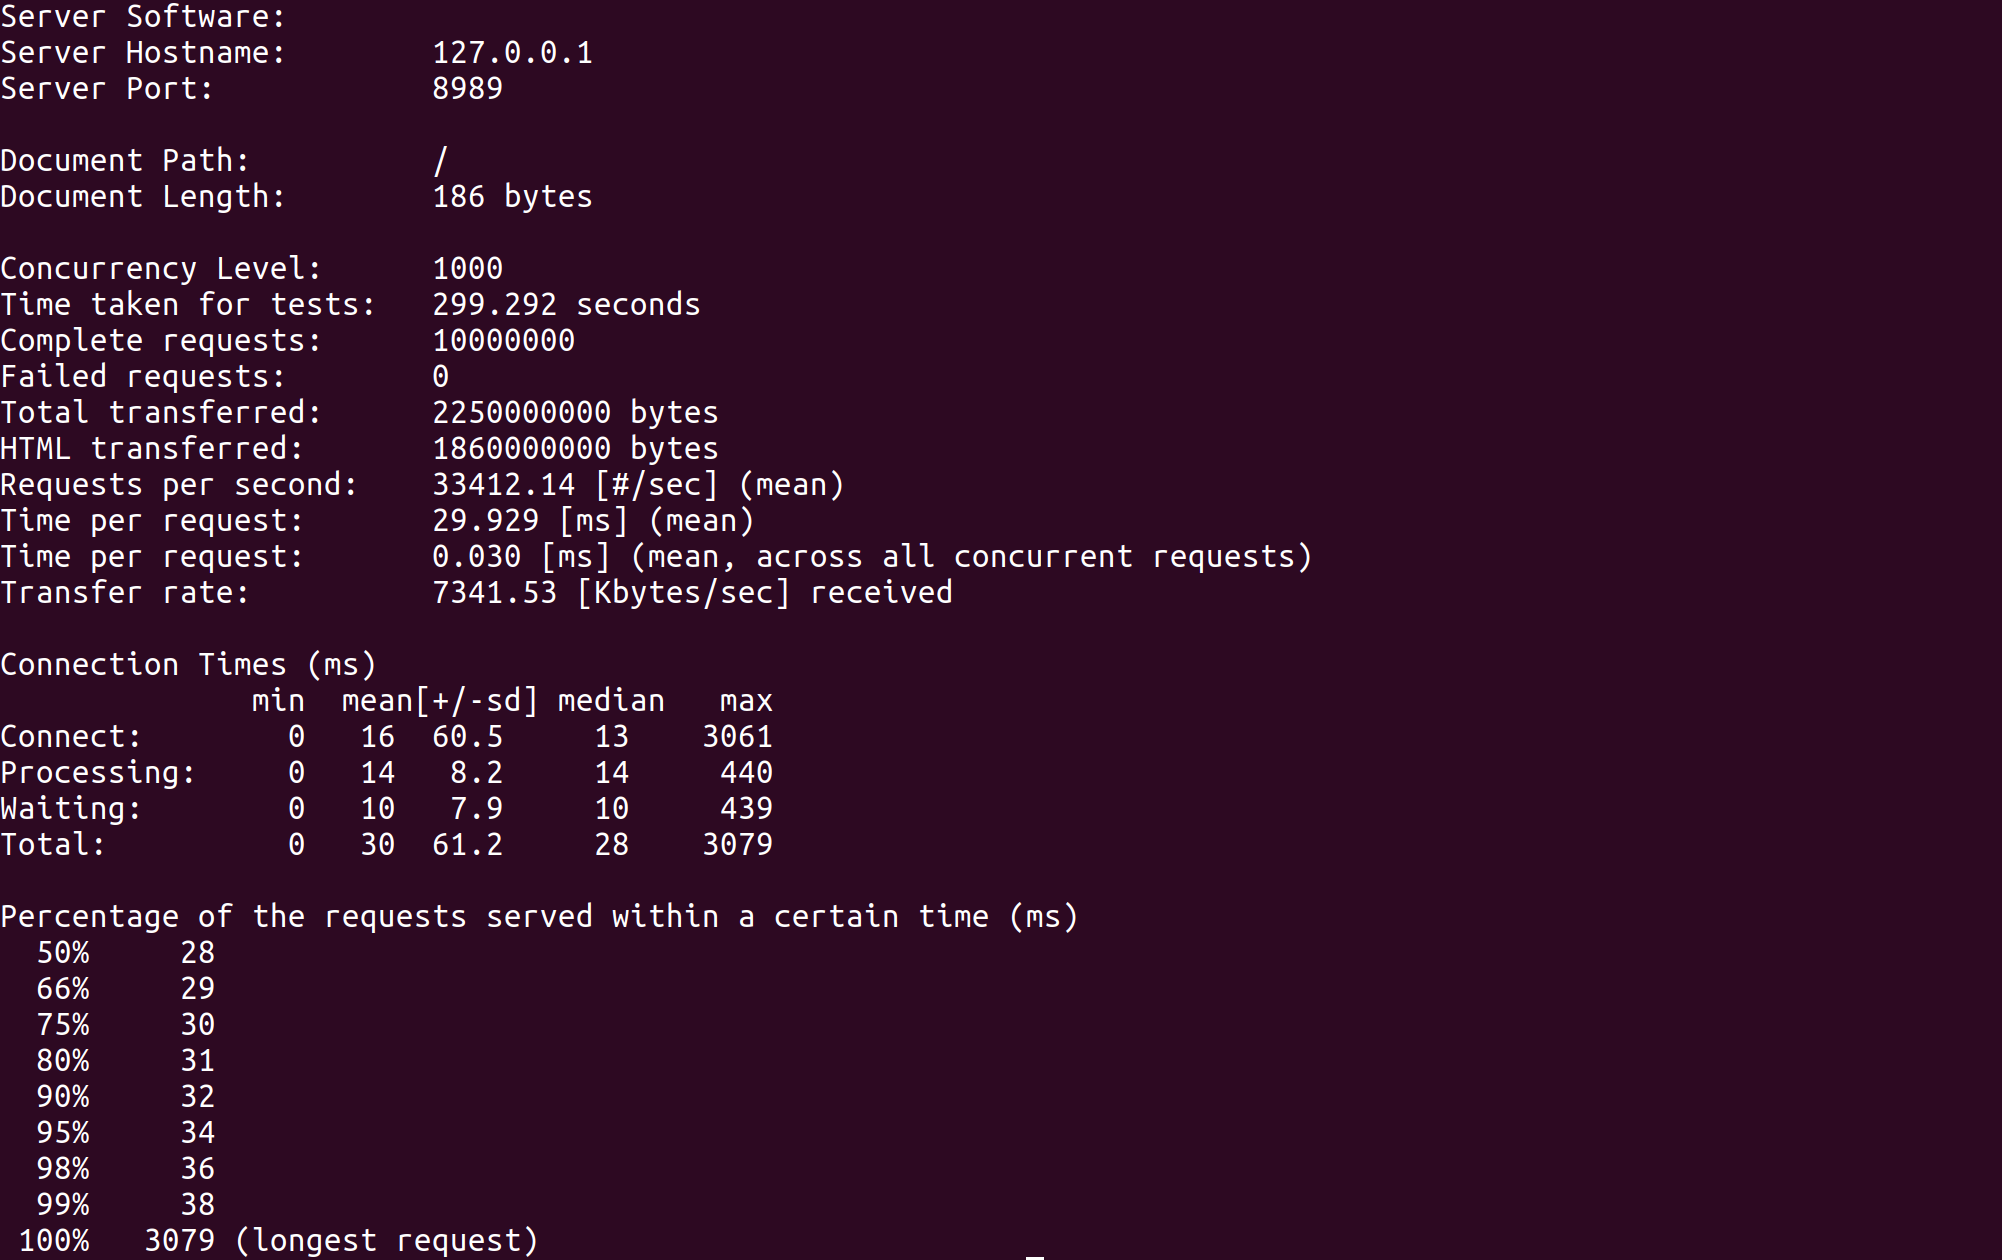 Server Software:
Server Hostname:        127.0.0.1
Server Port:            8989

Document Path:          /
Document Length:        186 bytes

Concurrency Level:      1000
Time taken for tests:   299.292 seconds
Complete requests:      10000000
Failed requests:        0
Total transferred:      2250000000 bytes
HTML transferred:       1860000000 bytes
Requests per second:    33412.14 [#/sec] (mean)
Time per request:       29.929 [ms] (mean)
Time per request:       0.030 [ms] (mean, across all concurrent requests)
Transfer rate:          7341.53 [Kbytes/sec] received

Connection Times (ms)
              min  mean[+/-sd] median   max
Connect:        0   16  60.5     13    3061
Processing:     0   14   8.2     14     440
Waiting:        0   10   7.9     10     439
Total:          0   30  61.2     28    3079

Percentage of the requests served within a certain time (ms)
  50%     28
  66%     29
  75%     30
  80%     31
  90%     32
  95%     34
  98%     36
  99%     38
 100%   3079 (longest request)